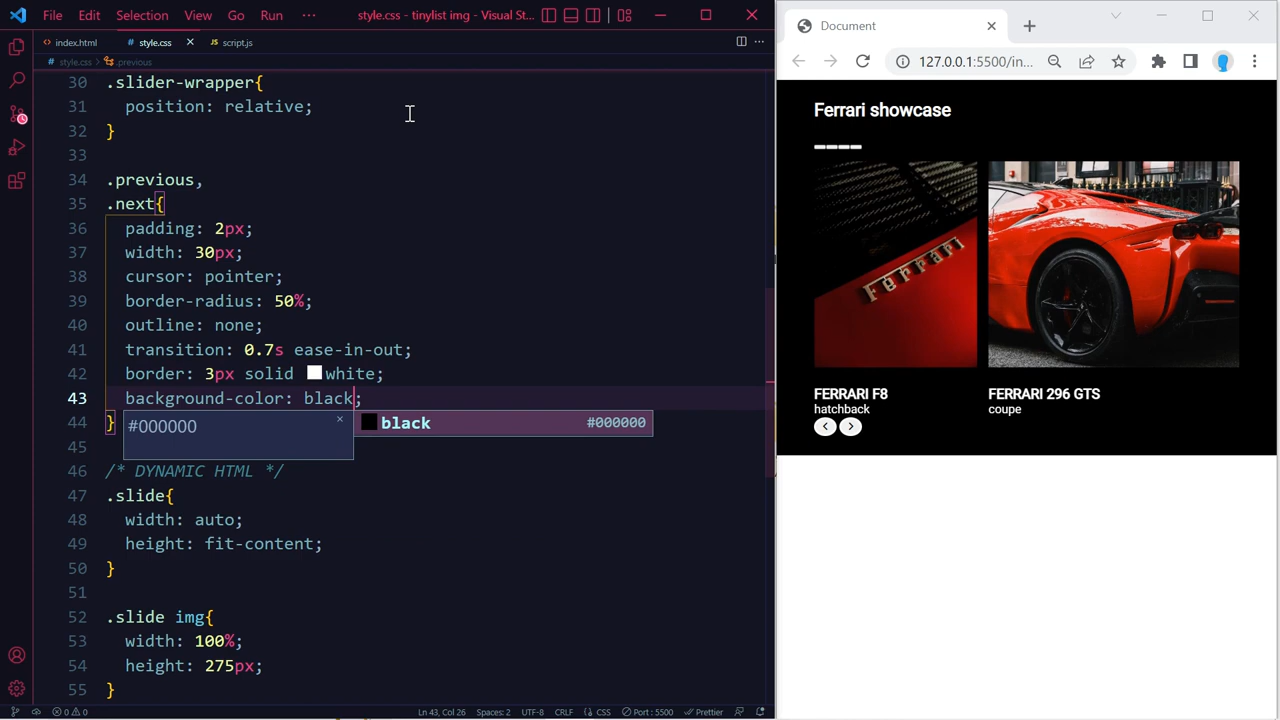 File Edit Selection View Go Run ··· style.css - tinylist img - Visual St...
index.html # style.css × JS script.js ···
# style.css > .previous
30 .slider-wrapper{
31 position: relative;
32 }
33
34 .previous,
35 .next{
36 padding: 2px;
37 width: 30px;
38 cursor: pointer;
39 border-radius: 50%;
40 outline: none;
41 transition: 0.7s ease-in-out;
42 border: 3px solid white;
43 background-color: black;
44 }
#000000 ×
black #000000
45
46 /* DYNAMIC HTML */
47 .slide{
48 width: auto;
49 height: fit-content;
50 }
51
52 .slide img{
53 width: 100%;
54 height: 275px;
55 }
0 0 Ln 43, Col 26 Spaces: 2 UTF-8 CRLF {} CSS Port : 5500 Prettier
Document
127.0.0.1:5500/in...
Ferrari showcase
Ferrari
FERRARI F8
hatchback
FERRARI 296 GTS
coupe